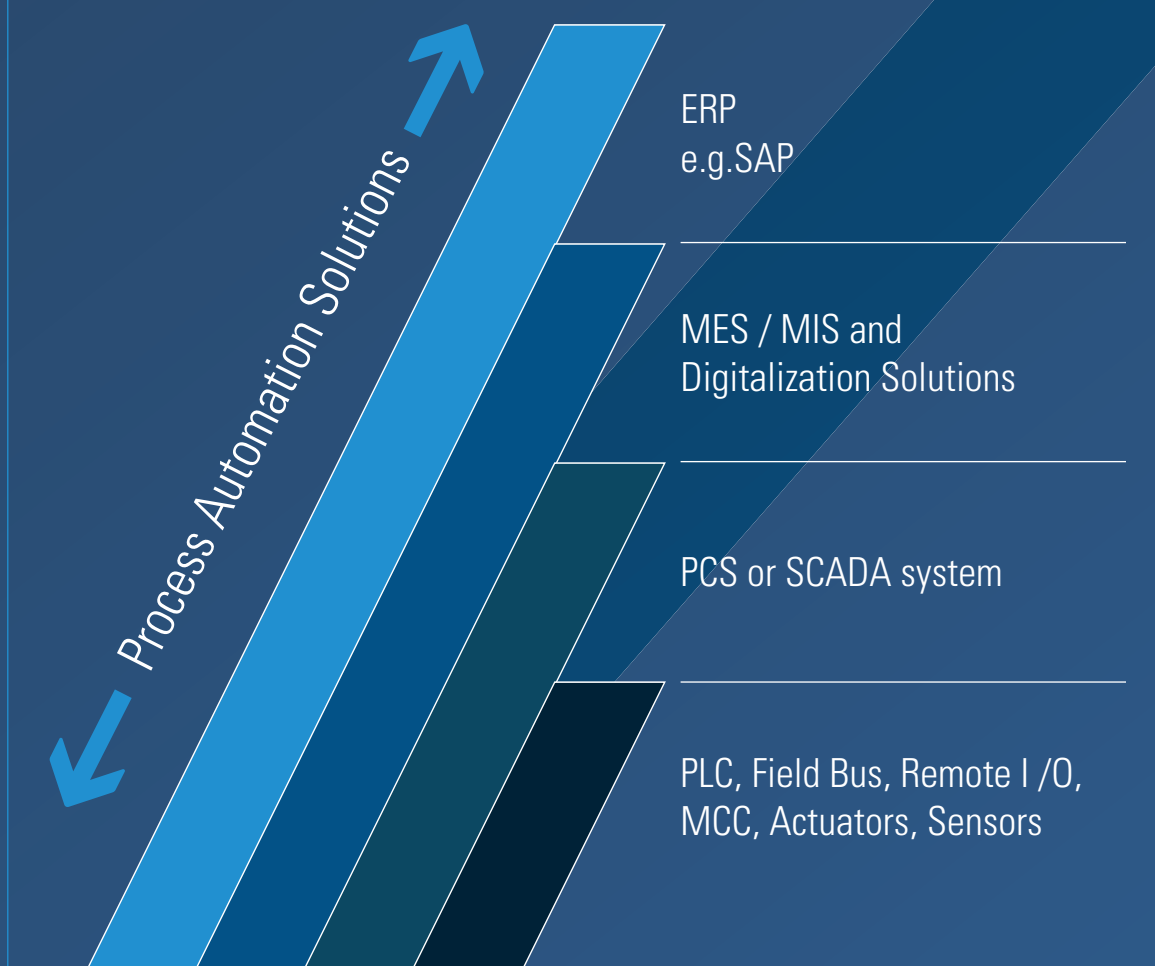 Process Automation Solutions
ERP
e.g.SAP
MES / MIS and
Digitalization Solutions
PCS or SCADA system
PLC, Field Bus, Remote I /O,
MCC, Actuators, Sensors